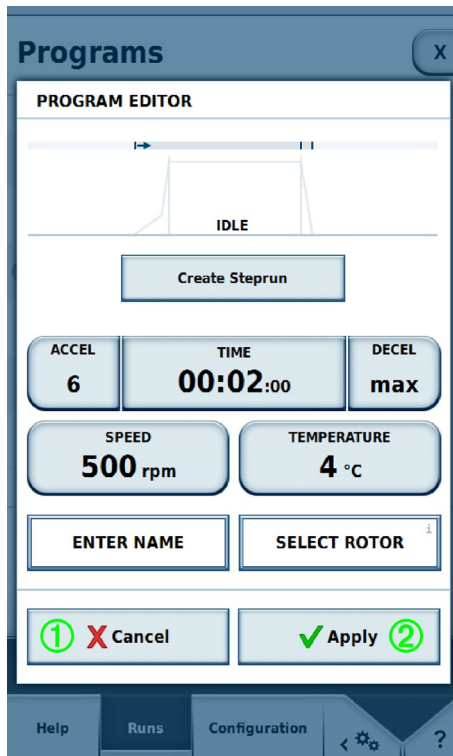 Programs X
PROGRAM EDITOR
IDLE
Create Steprun
ACCEL TIME DECEL
6 00:02:00 max
SPEED TEMPERATURE
500 rpm 4 °C
ENTER NAME SELECT ROTOR i
1 X Cancel ✓ Apply 2
Help Runs Configuration < ?